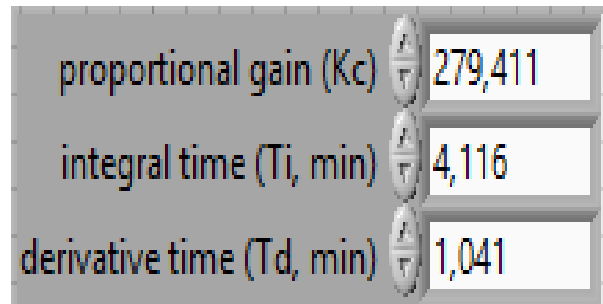 proportional gain (Kc) 279,411
integral time (Ti, min) 4,116
derivative time (Td, min) 1,041